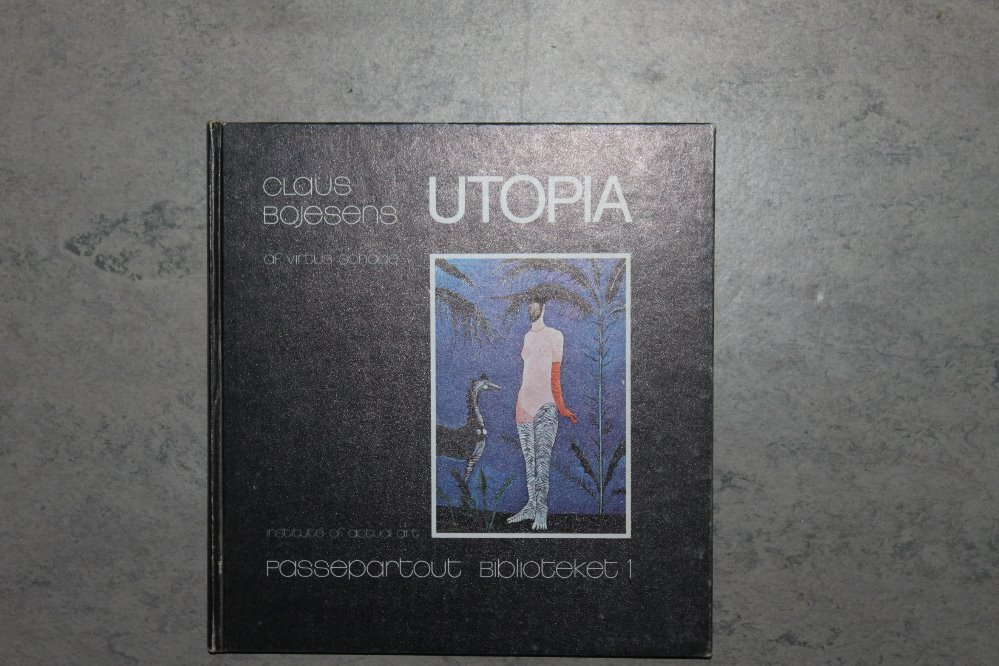 Claus UTOPIA
Bojesens
af Virtus Schade
institute of actual art
Passepartout Biblioteket 1